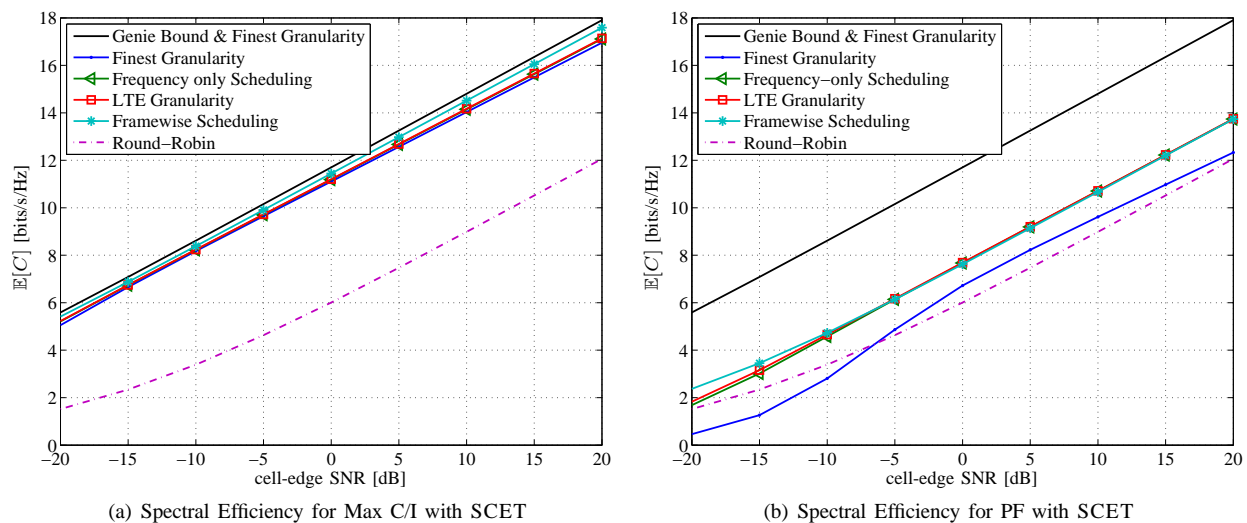 18
16
14
12
10
8
6
4
2
0
𝔼[C] [bits/s/Hz]
Genie Bound & Finest Granularity
Finest Granularity
Frequency only Scheduling
LTE Granularity
Framewise Scheduling
Round−Robin
−20 −15 −10 −5 0 5 10 15 20
cell-edge SNR [dB]
(a) Spectral Efficiency for Max C/I with SCET
18
16
14
12
10
8
6
4
2
0
𝔼[C] [bits/s/Hz]
Genie Bound & Finest Granularity
Finest Granularity
Frequency−only Scheduling
LTE Granularity
Framewise Scheduling
Round−Robin
−20 −15 −10 −5 0 5 10 15 20
cell-edge SNR [dB]
(b) Spectral Efficiency for PF with SCET